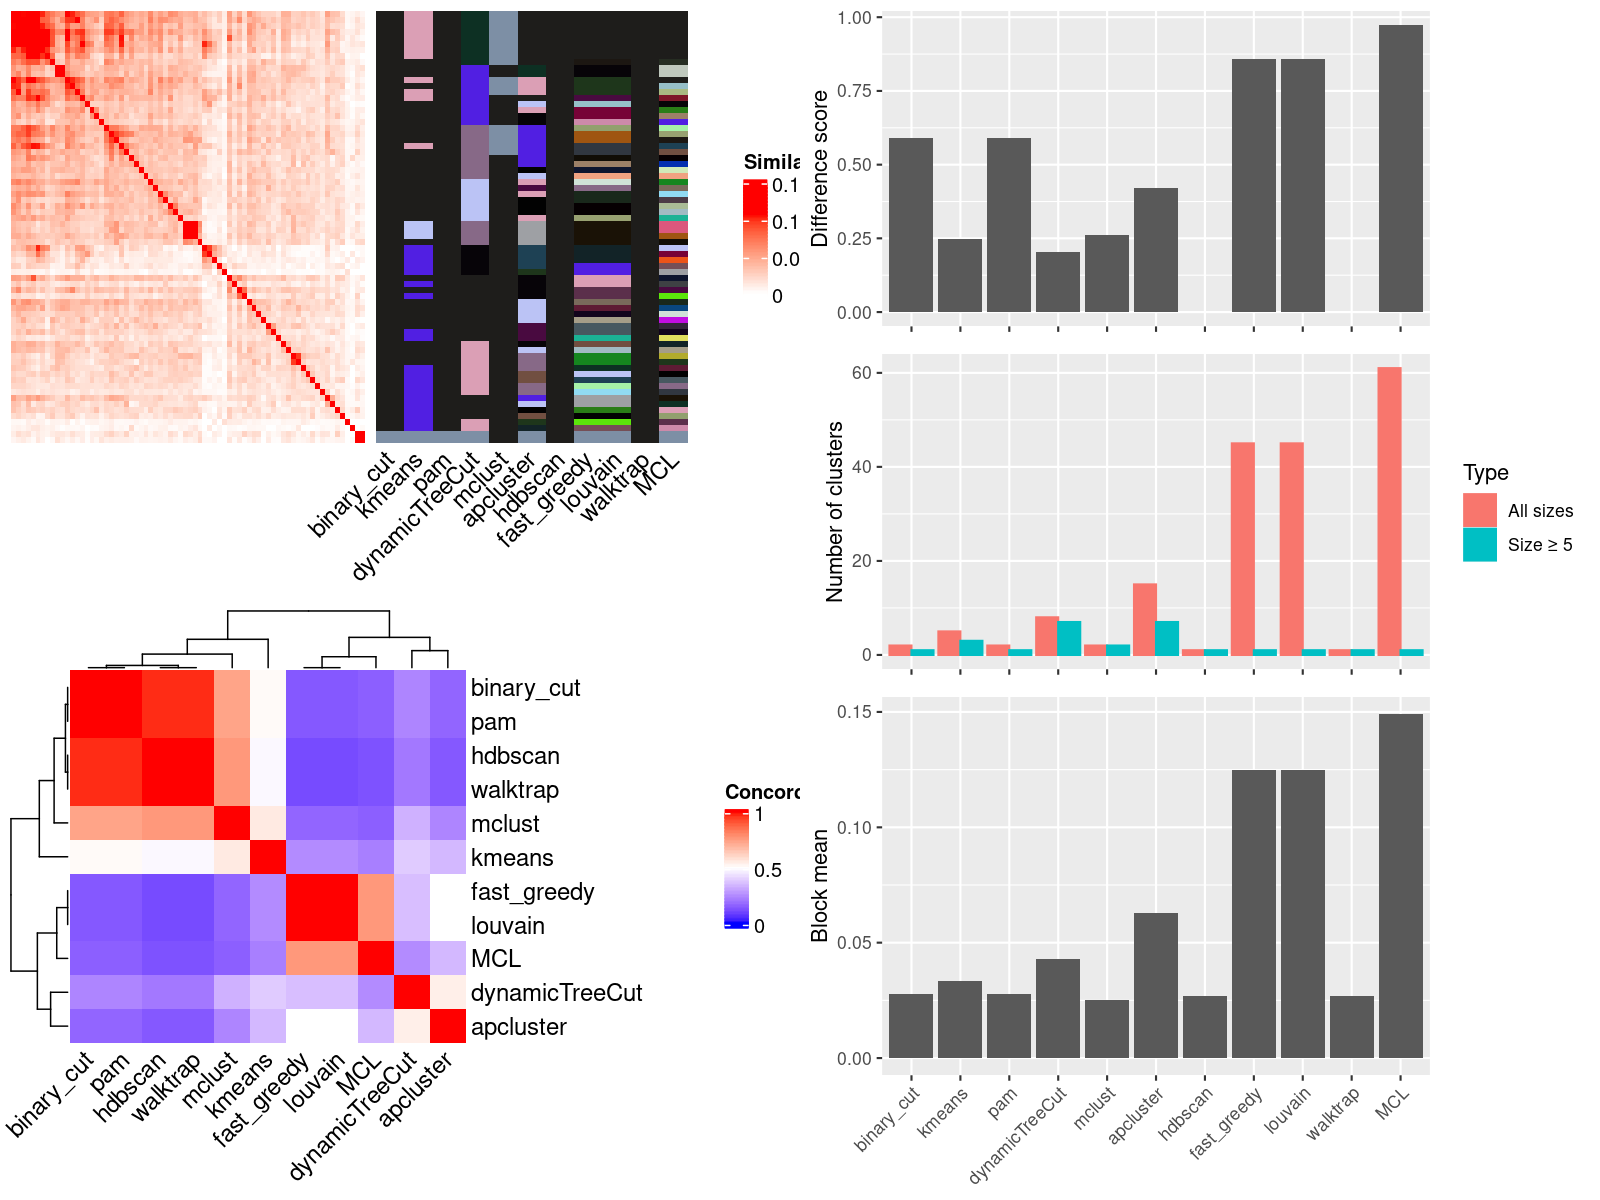 Simila
0.1
0.1
0.0
0
binary_cut
kmeans
pam
dynamicTreeCut
mclust
apcluster
hdbscan
fast_greedy
louvain
walktrap
MCL
binary_cut
pam
hdbscan
walktrap
mclust
kmeans
fast_greedy
louvain
MCL
dynamicTreeCut
apcluster
binary_cut
pam
hdbscan
walktrap
mclust
kmeans
fast_greedy
louvain
MCL
dynamicTreeCut
apcluster
Concord
1
0.5
0
Difference score
1.00
0.75
0.50
0.25
0.00
Number of clusters
60
40
20
0
Type
All sizes
Size ≥ 5
Block mean
0.15
0.10
0.05
0.00
binary_cut
kmeans
pam
dynamicTreeCut
mclust
apcluster
hdbscan
fast_greedy
louvain
walktrap
MCL